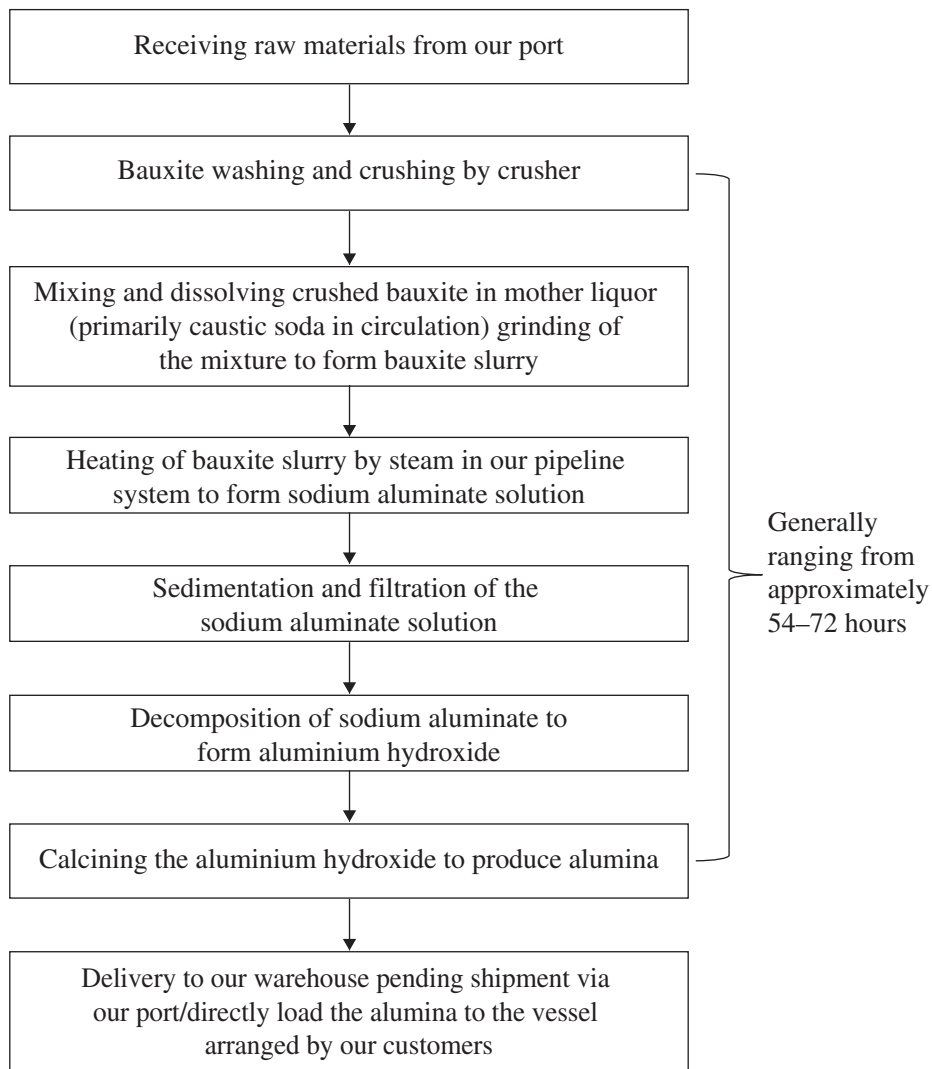 Receiving raw materials from our port
Bauxite washing and crushing by crusher
Mixing and dissolving crushed bauxite in mother liquor
(primarily caustic soda in circulation) grinding of
the mixture to form bauxite slurry
Heating of bauxite slurry by steam in our pipeline
system to form sodium aluminate solution
Sedimentation and filtration of the
sodium aluminate solution
Decomposition of sodium aluminate to
form aluminium hydroxide
Calcining the aluminium hydroxide to produce alumina
Delivery to our warehouse pending shipment via
our port/directly load the alumina to the vessel
arranged by our customers
Generally
ranging from
approximately
54–72 hours